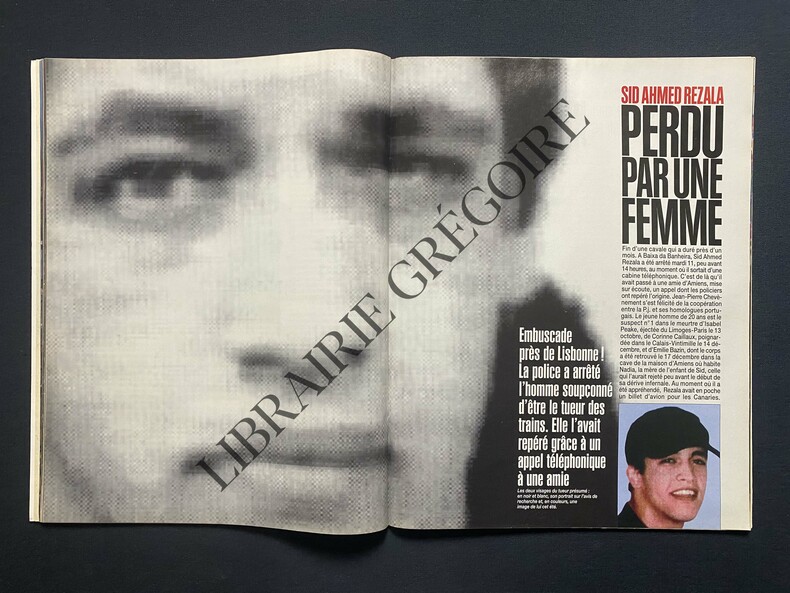 SID AHMED REZALA
PERDU
PAR UNE
FEMME
Fin d'une cavale qui a duré près d'un
mois. A Baixa da Banheira, Sid Ahmed
Rezala a été arrêté mardi 11, peu avant
14 heures, au moment où il sortait d'une
cabine téléphonique. C'est de là qu'il
avait passé à une amie d'Amiens, mise
sur écoute, un appel dont les policiers
ont repéré l'origine. Jean-Pierre Chevè-
nement s'est félicité de la coopération
entre la P.j. et ses homologues portu-
gais. Le jeune homme de 20 ans est le
suspect n°1 dans le meurtre d'Isabel
Peake, éjectée du Limoges-Paris le 13
octobre, de Corinne Caillaux, poignar-
dée dans le Calais-Vintimille le 14 dé-
cembre, et d'Emilie Bazin, dont le corps
a été retrouvé le 17 décembre dans la
cave de la maison d'Amiens où habite
Nadia, la mère de l'enfant de Sid, celle
qui l'aurait rejeté peu avant le début de
sa dérive infernale. Au moment où il a
été appréhendé, Rezala avait en poche
un billet d'avion pour les Canaries.
Embuscade
près de Lisbonne !
La police a arrêté
l'homme soupçonné
d'être le tueur des
trains. Elle l'avait
repéré grâce à un
appel téléphonique
à une amie
Les deux visages du tueur présumé :
en noir et blanc, son portrait sur l'avis de
recherche et, en couleurs, une
image de lui cet été.
LIBRAIRIE GRÉGOIRE